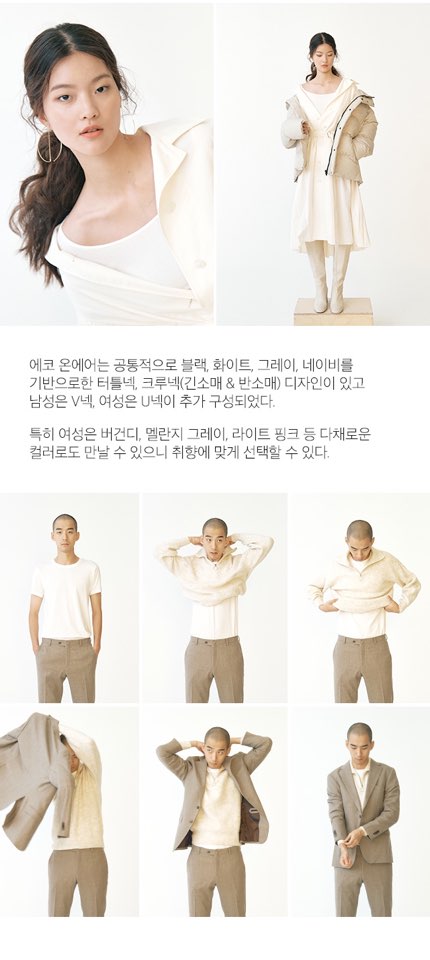 에코 온에어는 공통적으로 블랙, 화이트, 그레이, 네이비를
기반으로한 터틀넥, 크루넥(긴소매 & 반소매) 디자인이 있고
남성은 V넥, 여성은 U넥이 추가 구성되었다.
특히 여성은 버건디, 멜란지 그레이, 라이트 핑크 등 다채로운
컬러로도 만날 수 있으니 취향에 맞게 선택할 수 있다.